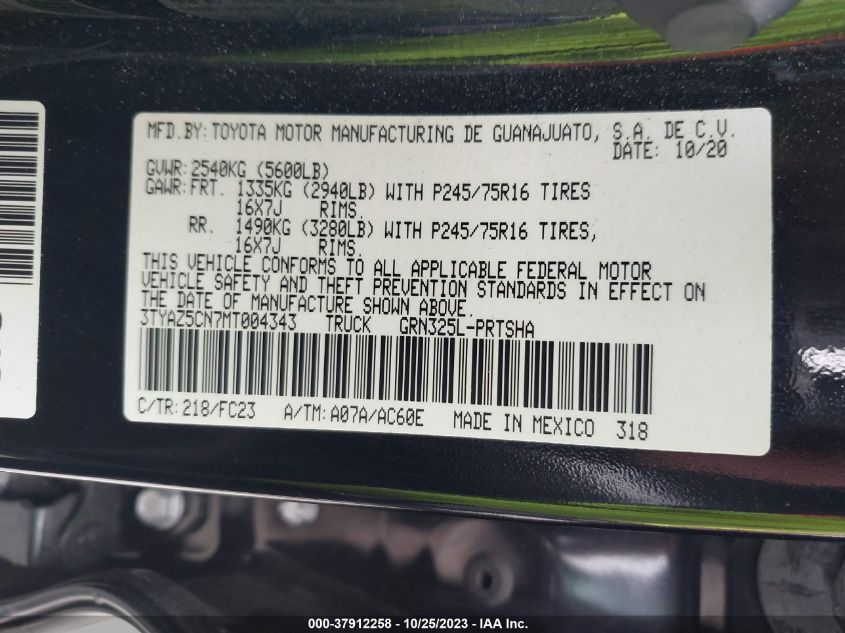 MFD.BY: TOYOTA MOTOR MANUFACTURING DE GUANAJUATO, S.A. DE C.V.
DATE: 10/20
GVWR: 2540KG (5600LB)
GAWR: FRT. 1335KG (2940LB) WITH P245/75R16 TIRES
16X7J RIMS.
RR. 1490KG (3280LB) WITH P245/75R16 TIRES,
16X7J RIMS.
THIS VEHICLE CONFORMS TO ALL APPLICABLE FEDERAL MOTOR
VEHICLE SAFETY AND THEFT PREVENTION STANDARDS IN EFFECT ON
THE DATE OF MANUFACTURE SHOWN ABOVE.
3TYAZ5CN7MT004343 TRUCK GRN325L-PRTSHA
C/TR: 218/FC23 A/TM: A07A/AC60E MADE IN MEXICO 318
000-37912258 - 10/25/2023 - IAA Inc.